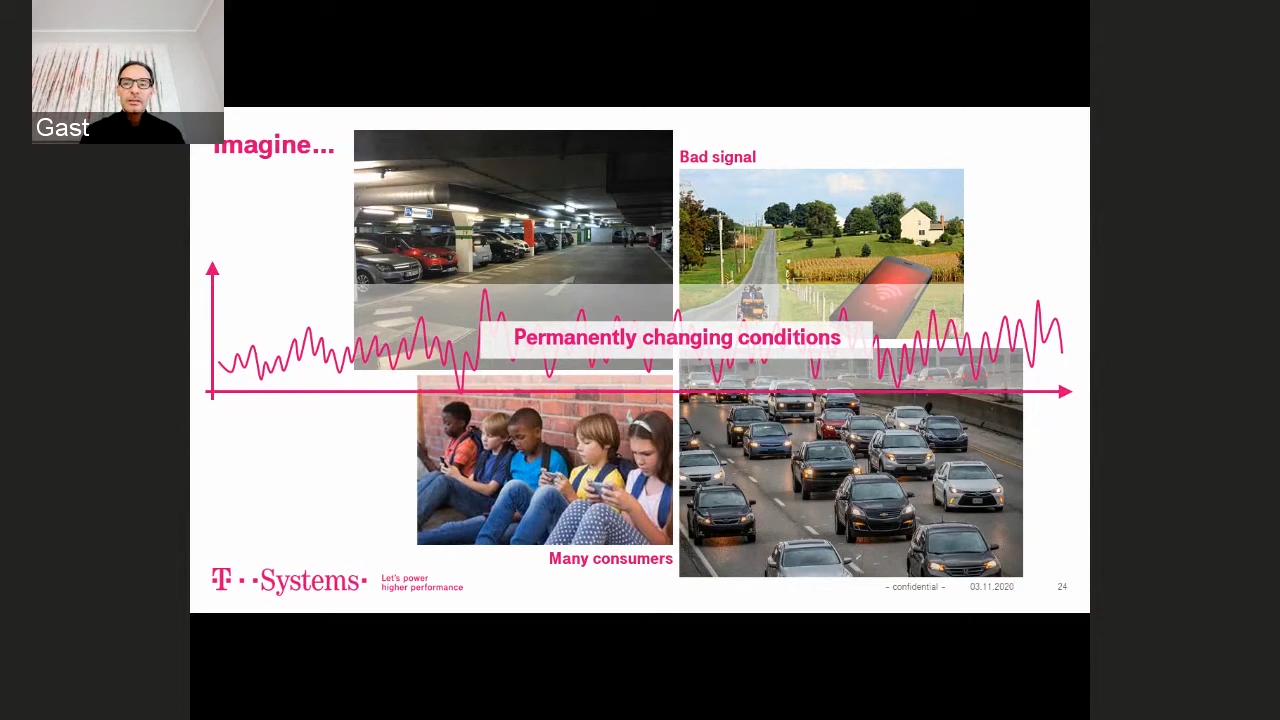 Gast
Imagine...
Bad signal
Permanently changing conditions
Many consumers
T··Systems·
Let's power
higher performance
– confidential –
03.11.2020
24